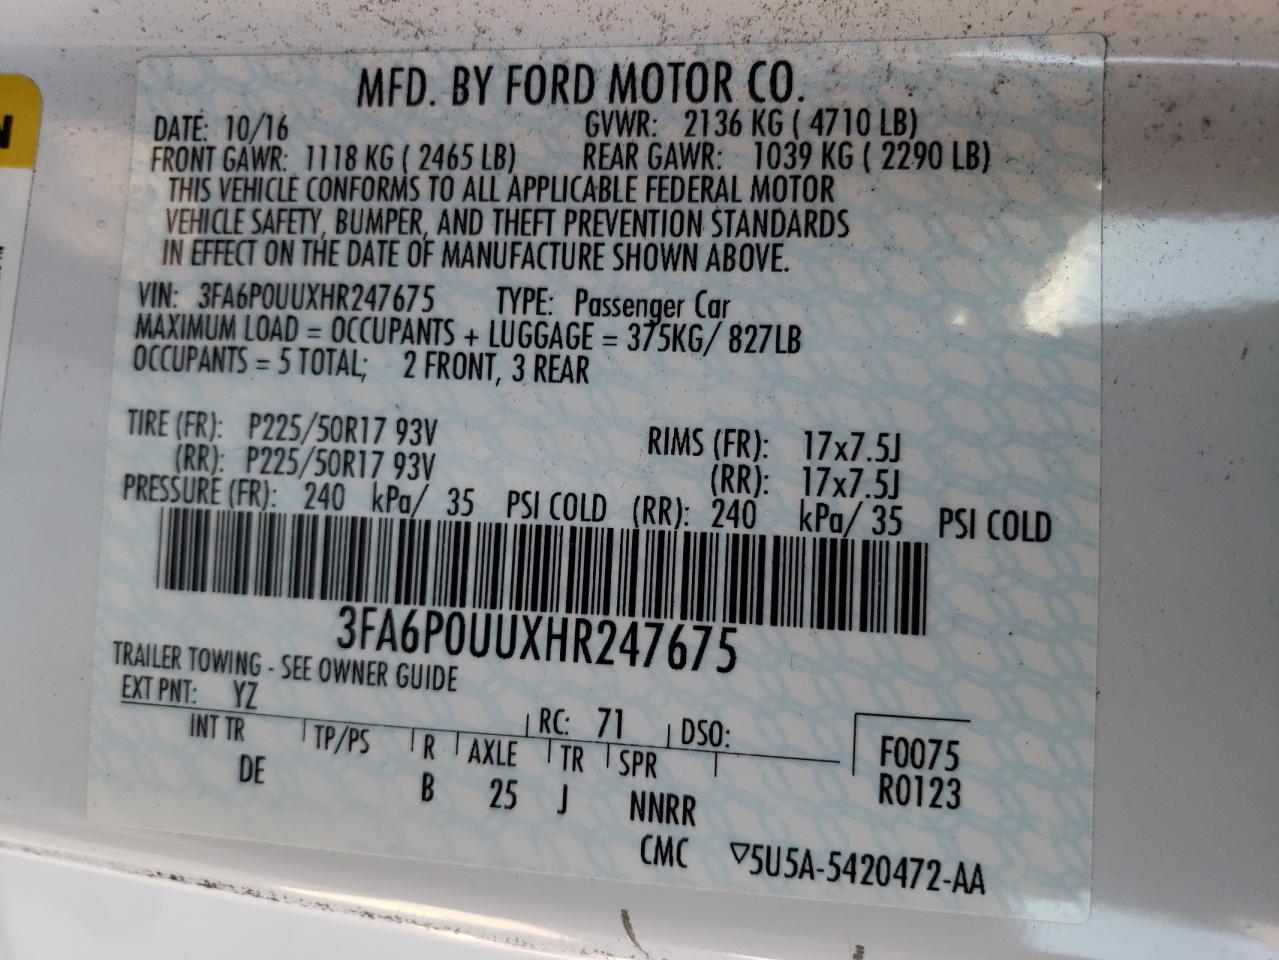 MFD. BY FORD MOTOR CO.
DATE: 10/16 GVWR: 2136 KG ( 4710 LB)
FRONT GAWR: 1118 KG ( 2465 LB) REAR GAWR: 1039 KG ( 2290 LB)
THIS VEHICLE CONFORMS TO ALL APPLICABLE FEDERAL MOTOR
VEHICLE SAFETY, BUMPER, AND THEFT PREVENTION STANDARDS
IN EFFECT ON THE DATE OF MANUFACTURE SHOWN ABOVE.
VIN: 3FA6P0UUXHR247675 TYPE: Passenger Car
MAXIMUM LOAD = OCCUPANTS + LUGGAGE = 375KG/ 827LB
OCCUPANTS = 5 TOTAL; 2 FRONT, 3 REAR
TIRE (FR): P225/50R17 93V RIMS (FR): 17x7.5J
(RR): P225/50R17 93V (RR): 17x7.5J
PRESSURE (FR): 240 kPa/ 35 PSI COLD (RR): 240 kPa/ 35 PSI COLD
3FA6P0UUXHR247675
TRAILER TOWING - SEE OWNER GUIDE
EXT PNT: YZ RC: 71 DSO:
INT TR TP/PS R AXLE TR SPR F0075
DE B 25 J NNRR R0123
CMC ▽5U5A-5420472-AA
N